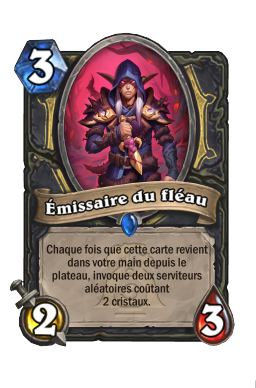 3
Émissaire du fléau
Chaque fois que cette carte revient
dans votre main depuis le
plateau, invoque deux serviteurs
aléatoires coûtant
2 cristaux.
2
3